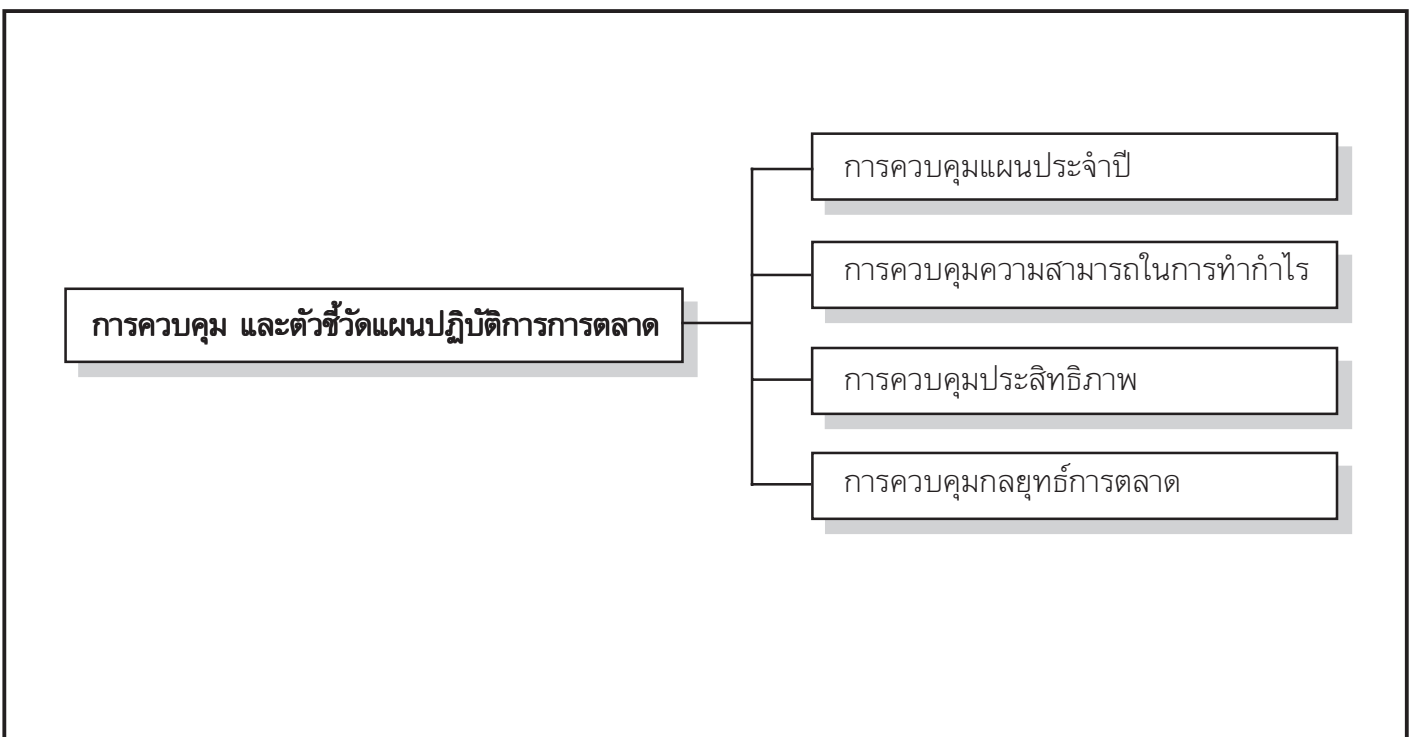 การควบคุมแผนประจำปี
การควบคุมความสามารถในการทำกำไร
การควบคุม และตัวชี้วัดแผนปฏิบัติการการตลาด
การควบคุมประสิทธิภาพ
การควบคุมกลยุทธ์การตลาด